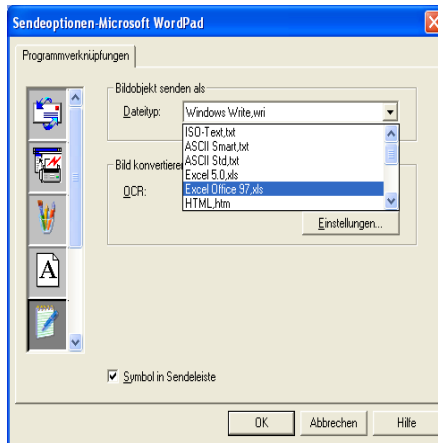 Sendeoptionen-Microsoft WordPad
Programmverknüpfungen
Bildobjekt senden als
Dateityp: Windows Write,wri
ISO-Text,txt
ASCII Smart,txt
ASCII Std,txt
Excel 5.0,xls
Bild konvertieren
OCR: Excel Office 97,xls
HTML,htm
Einstellungen...
A
Symbol in Sendeleiste
OK Abbrechen Hilfe